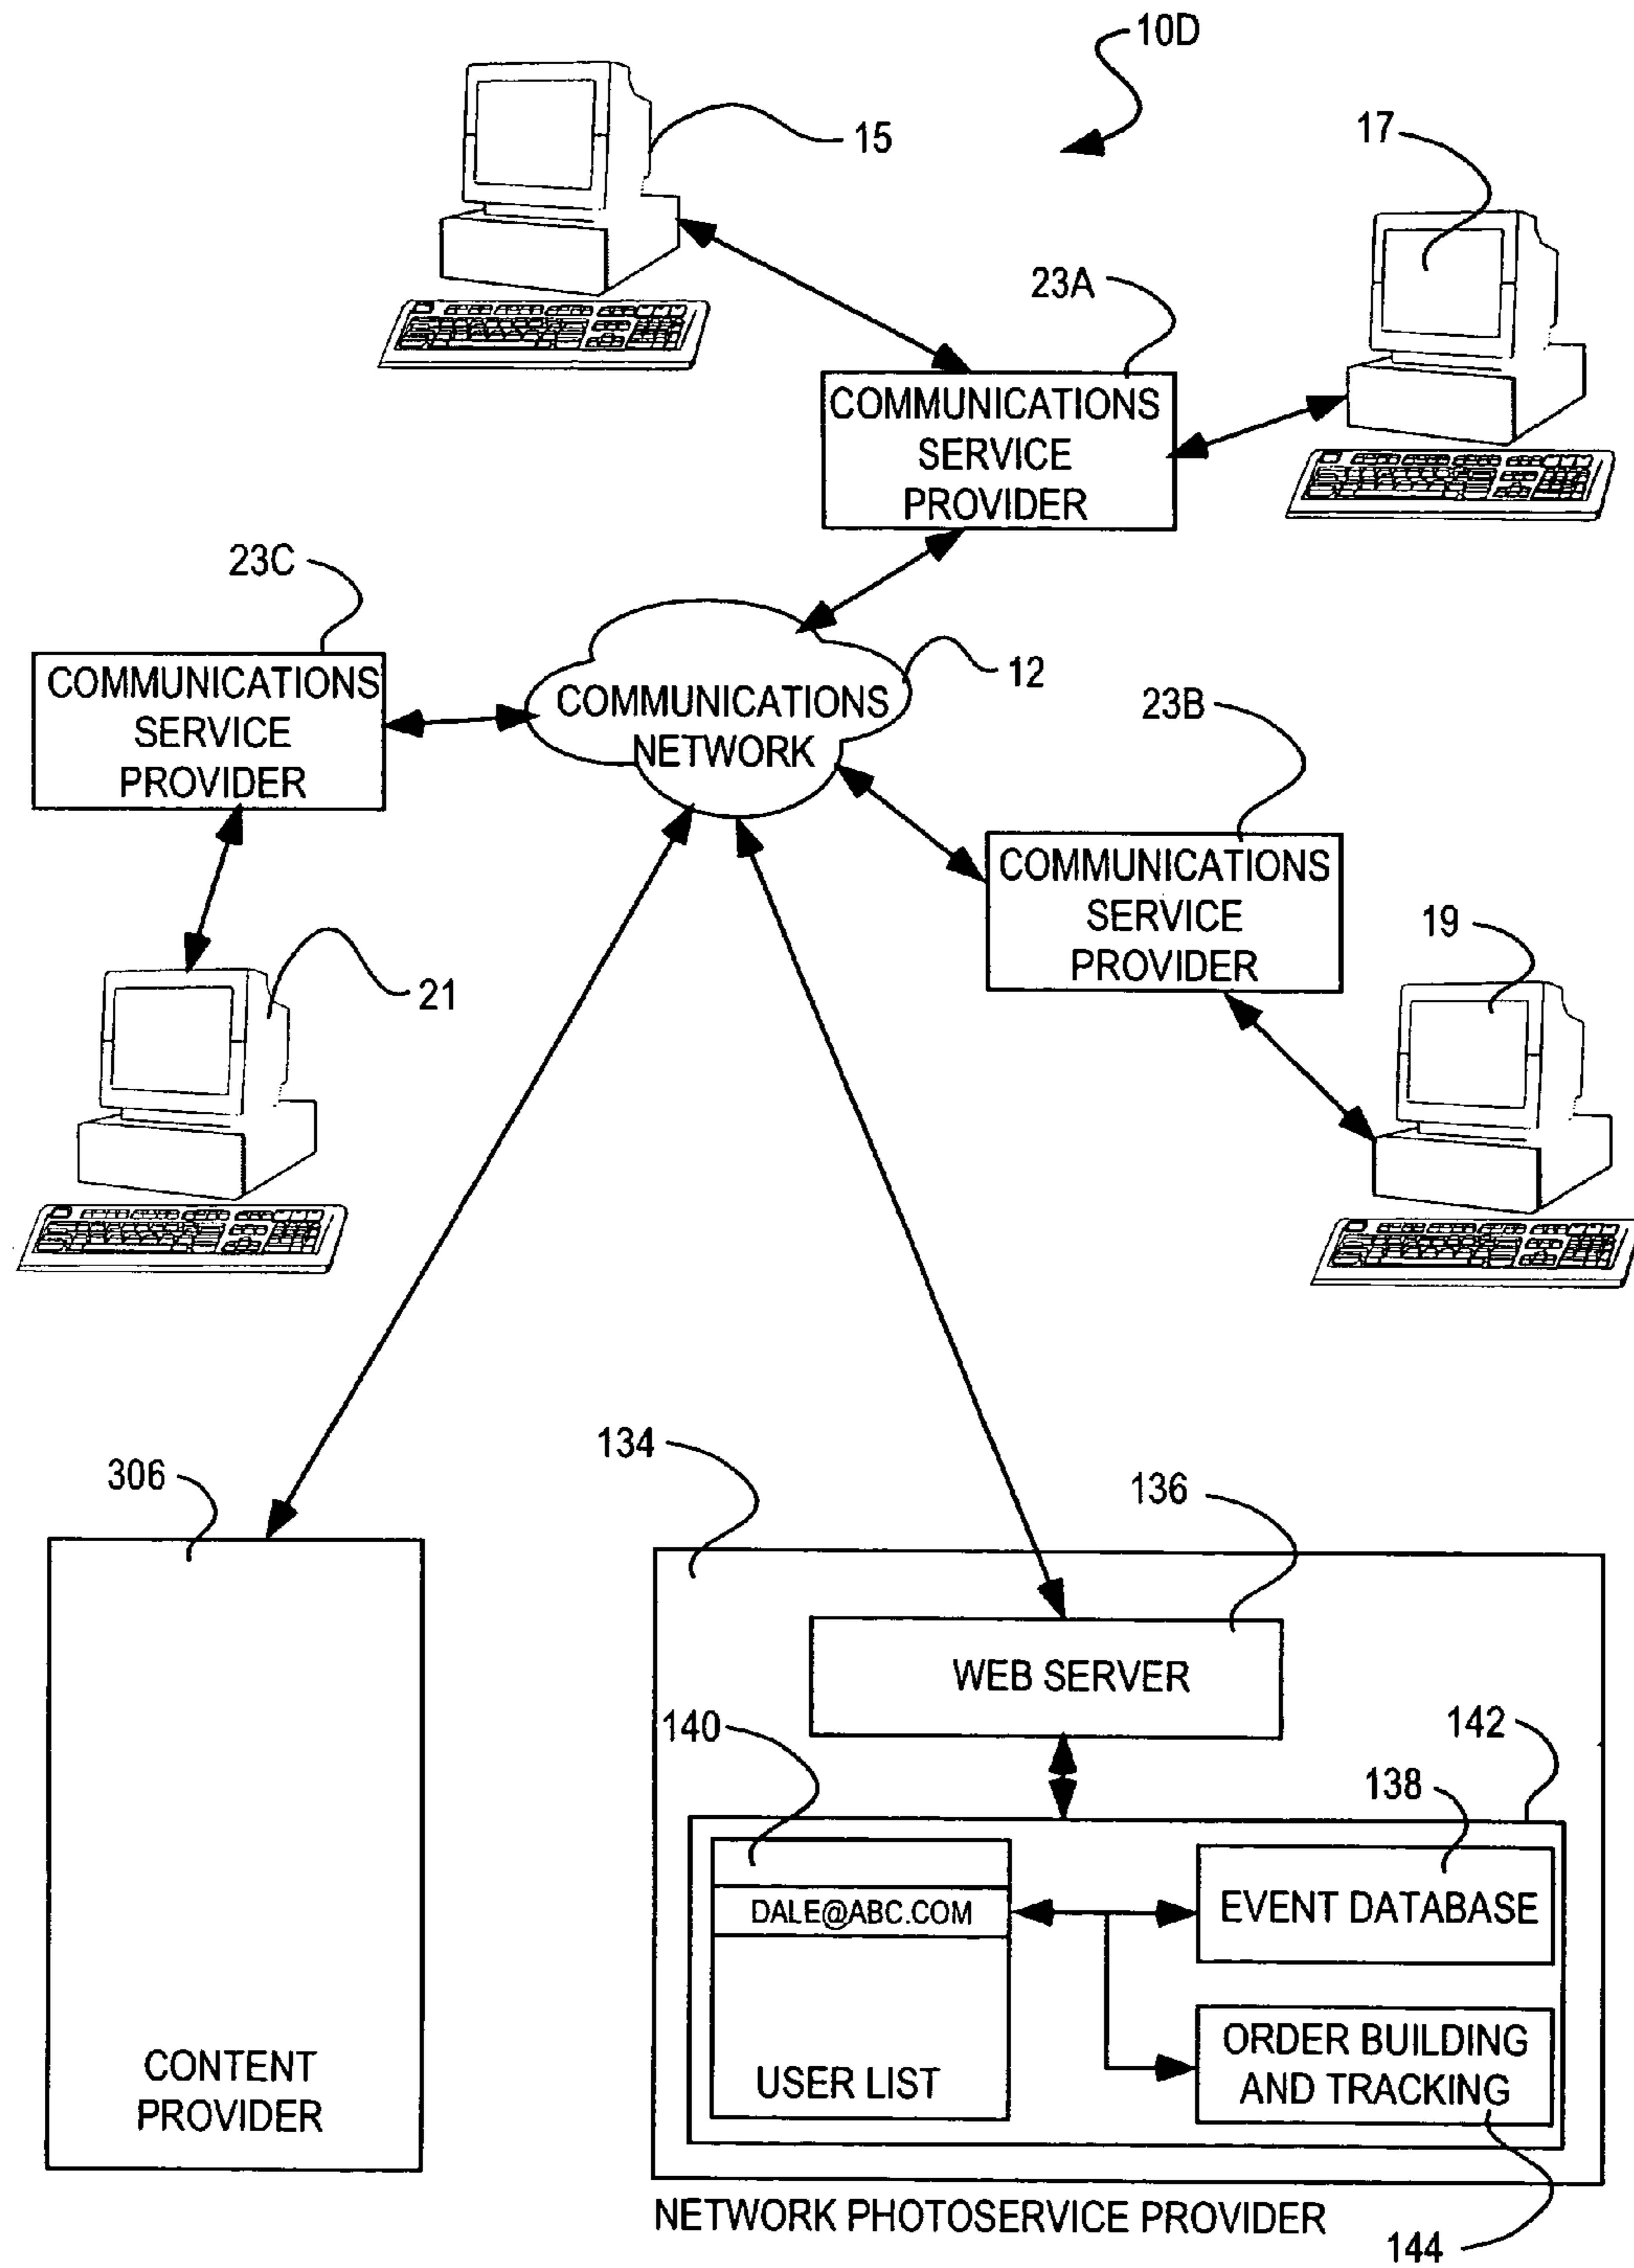 10D
15
17
23A
COMMUNICATIONS
SERVICE
PROVIDER
23C
COMMUNICATIONS
SERVICE
PROVIDER
12
COMMUNICATIONS
NETWORK
23B
COMMUNICATIONS
SERVICE
PROVIDER
19
21
306
CONTENT
PROVIDER
134
136
WEB SERVER
140
142
138
DALE@ABC.COM
USER LIST
EVENT DATABASE
ORDER BUILDING
AND TRACKING
NETWORK PHOTOSERVICE PROVIDER
144